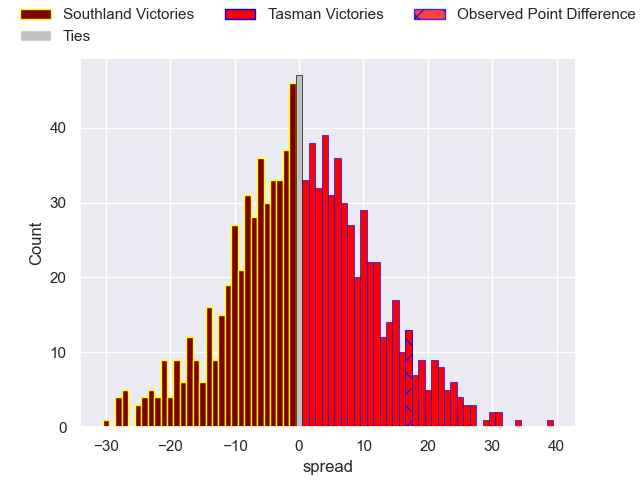 Southland Victories Tasman Victories Observed Point Difference
Ties
40
30
20
10
0
Count
−30 −20 −10 0 10 20 30 40
spread